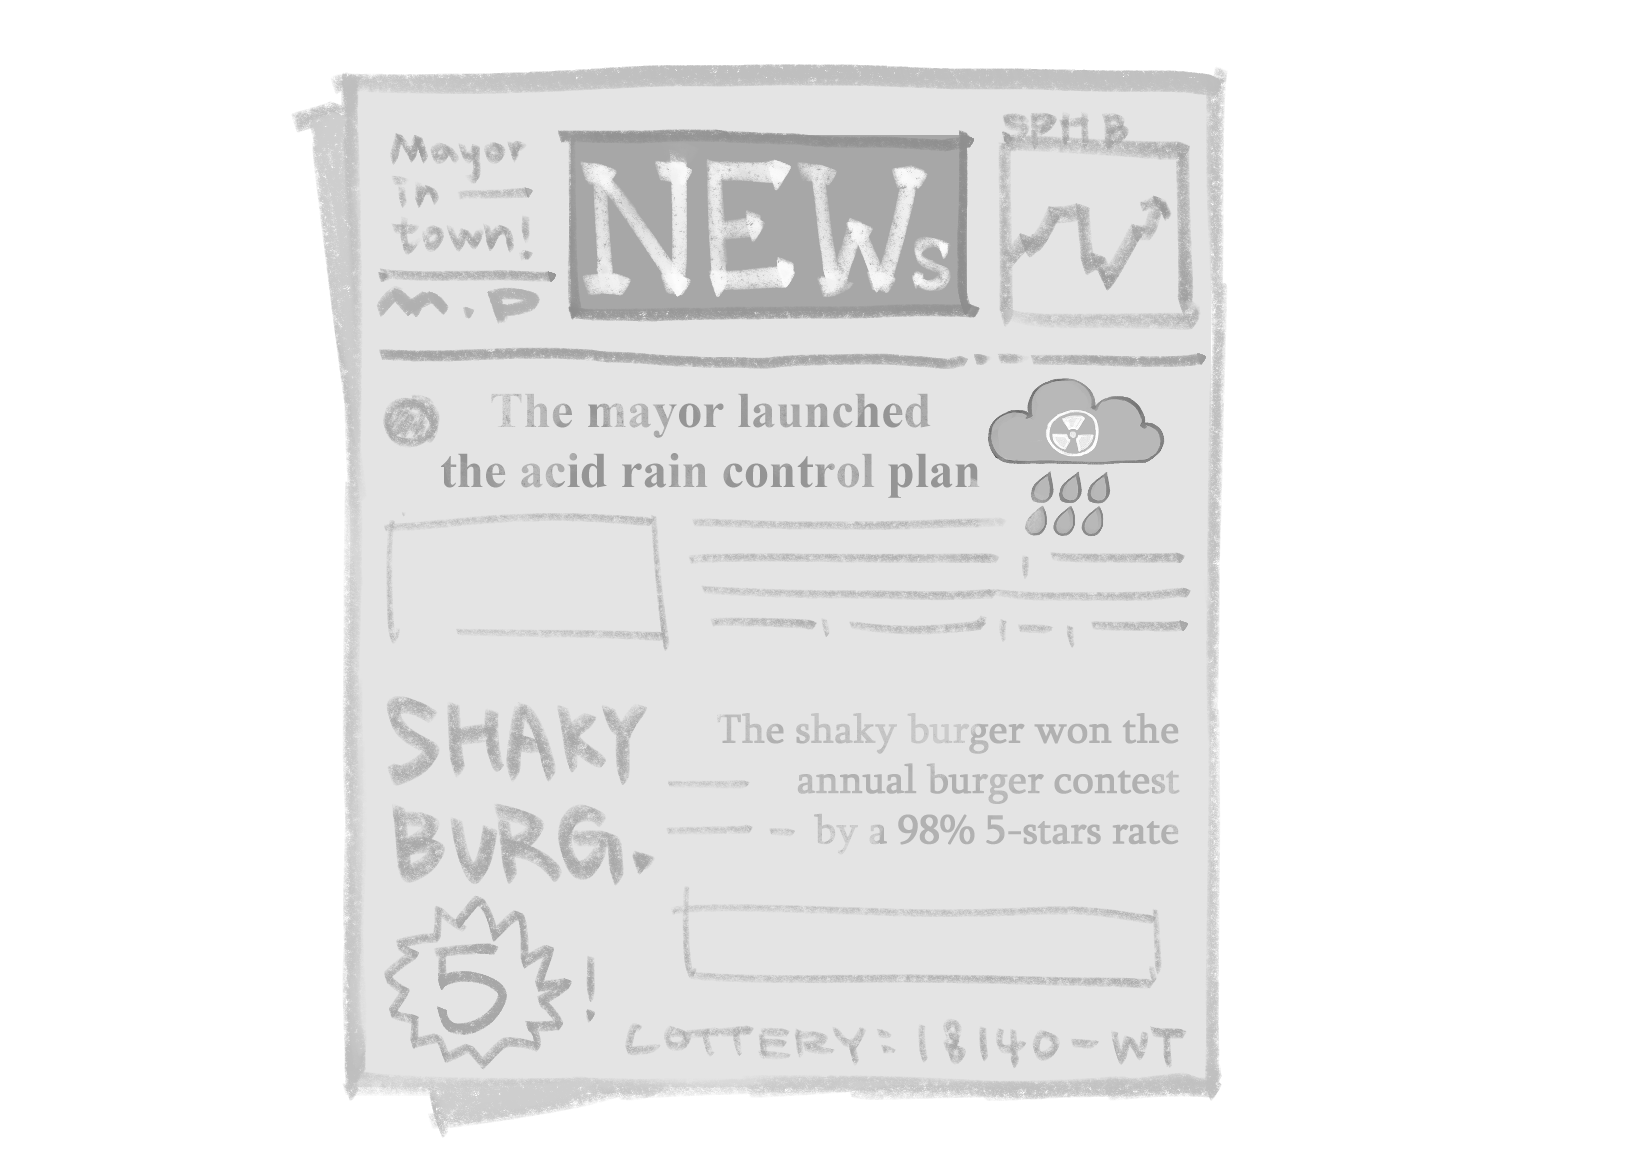 Mayor
in
town!
M.P
NEWs
SPH.B
The mayor launched
the acid rain control plan
SHAKY
BURG.
The shaky burger won the
annual burger contest
by a 98% 5-stars rate
5!
LOTTERY: 18140-WT